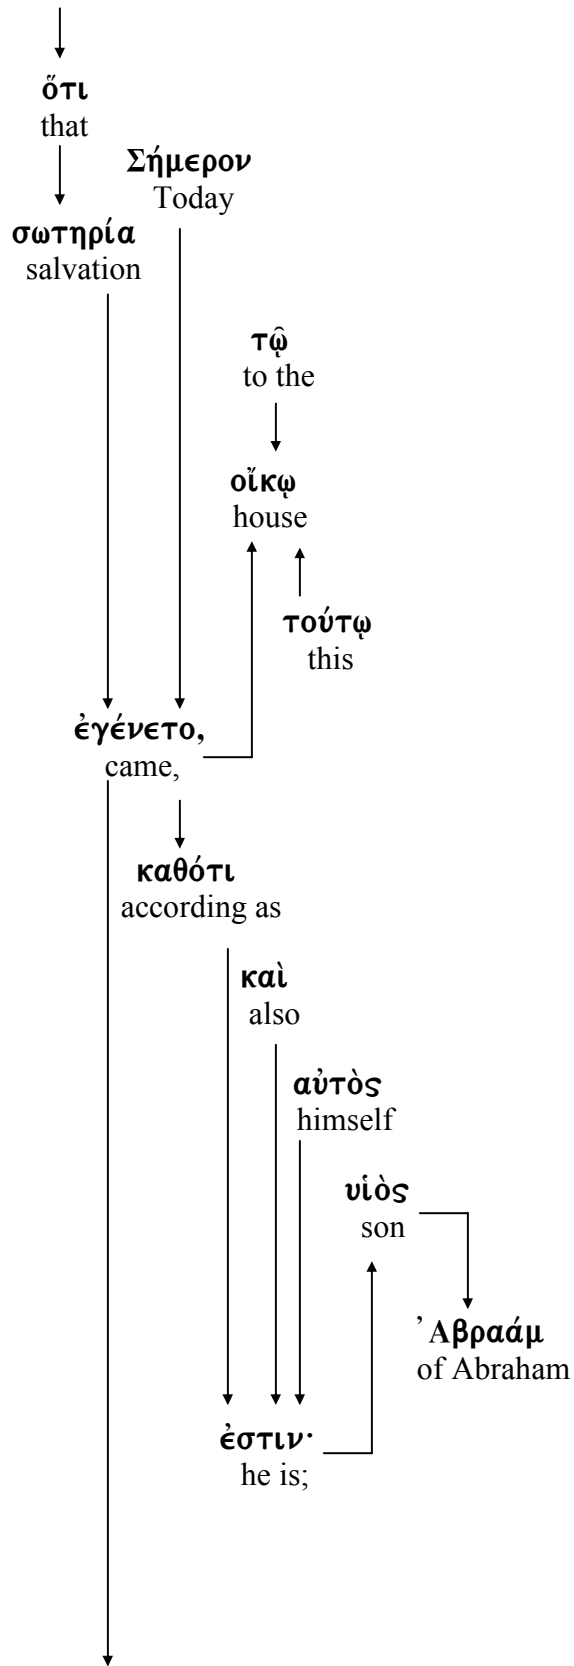 ὅτι
that
Σήμερον
Today
σωτηρία
salvation
τῷ
to the
οἴκῳ
house
τούτῳ
this
ἐγένετο,
came,
καθότι
according as
καὶ
also
αὐτὸς
himself
υἱὸς
son
Ἀβραάμ
of Abraham
ἐστιν·
he is;